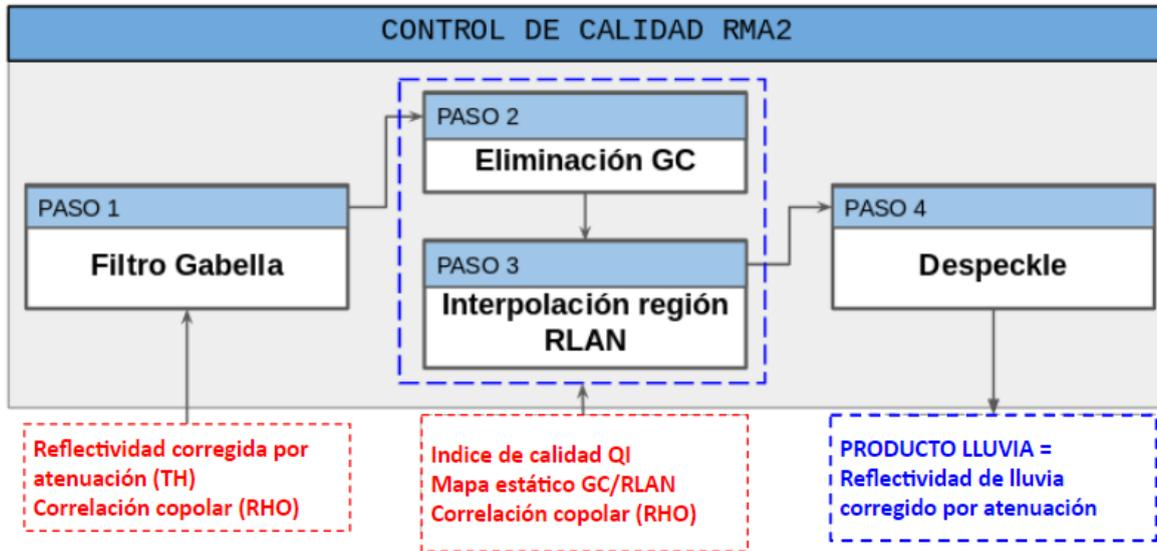 CONTROL DE CALIDAD RMA2
PASO 1
Filtro Gabella
PASO 2
Eliminación GC
PASO 3
Interpolación región
RLAN
PASO 4
Despeckle
Reflectividad corregida por
atenuación (TH)
Correlación copolar (RHO)
Indice de calidad QI
Mapa estático GC/RLAN
Correlación copolar (RHO)
PRODUCTO LLUVIA =
Reflectividad de lluvia
corregido por atenuación